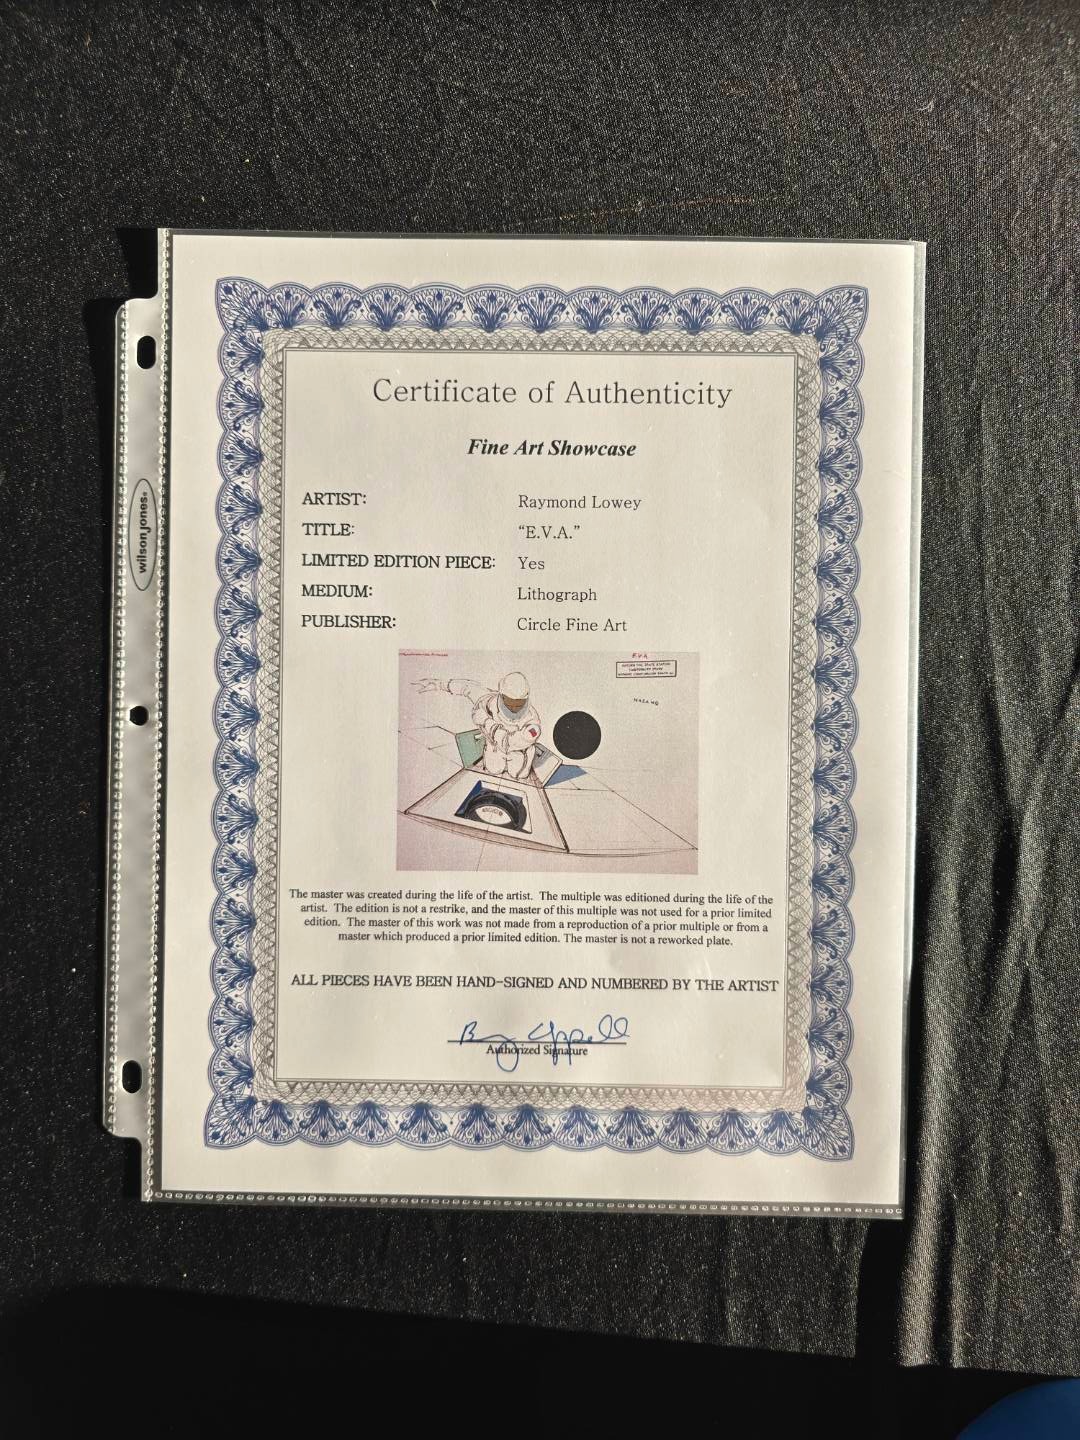 Certificate of Authenticity
Fine Art Showcase
ARTIST: Raymond Lowey
TITLE: “E.V.A.”
LIMITED EDITION PIECE: Yes
MEDIUM: Lithograph
PUBLISHER: Circle Fine Art
E.V.A.
NASA HQ
The master was created during the life of the artist. The multiple was editioned during the life of the
artist. The edition is not a restrike, and the master of this multiple was not used for a prior limited
edition. The master of this work was not made from a reproduction of a prior multiple or from a
master which produced a prior limited edition. The master is not a reworked plate.
ALL PIECES HAVE BEEN HAND-SIGNED AND NUMBERED BY THE ARTIST
Authorized Signature
wilson jones®